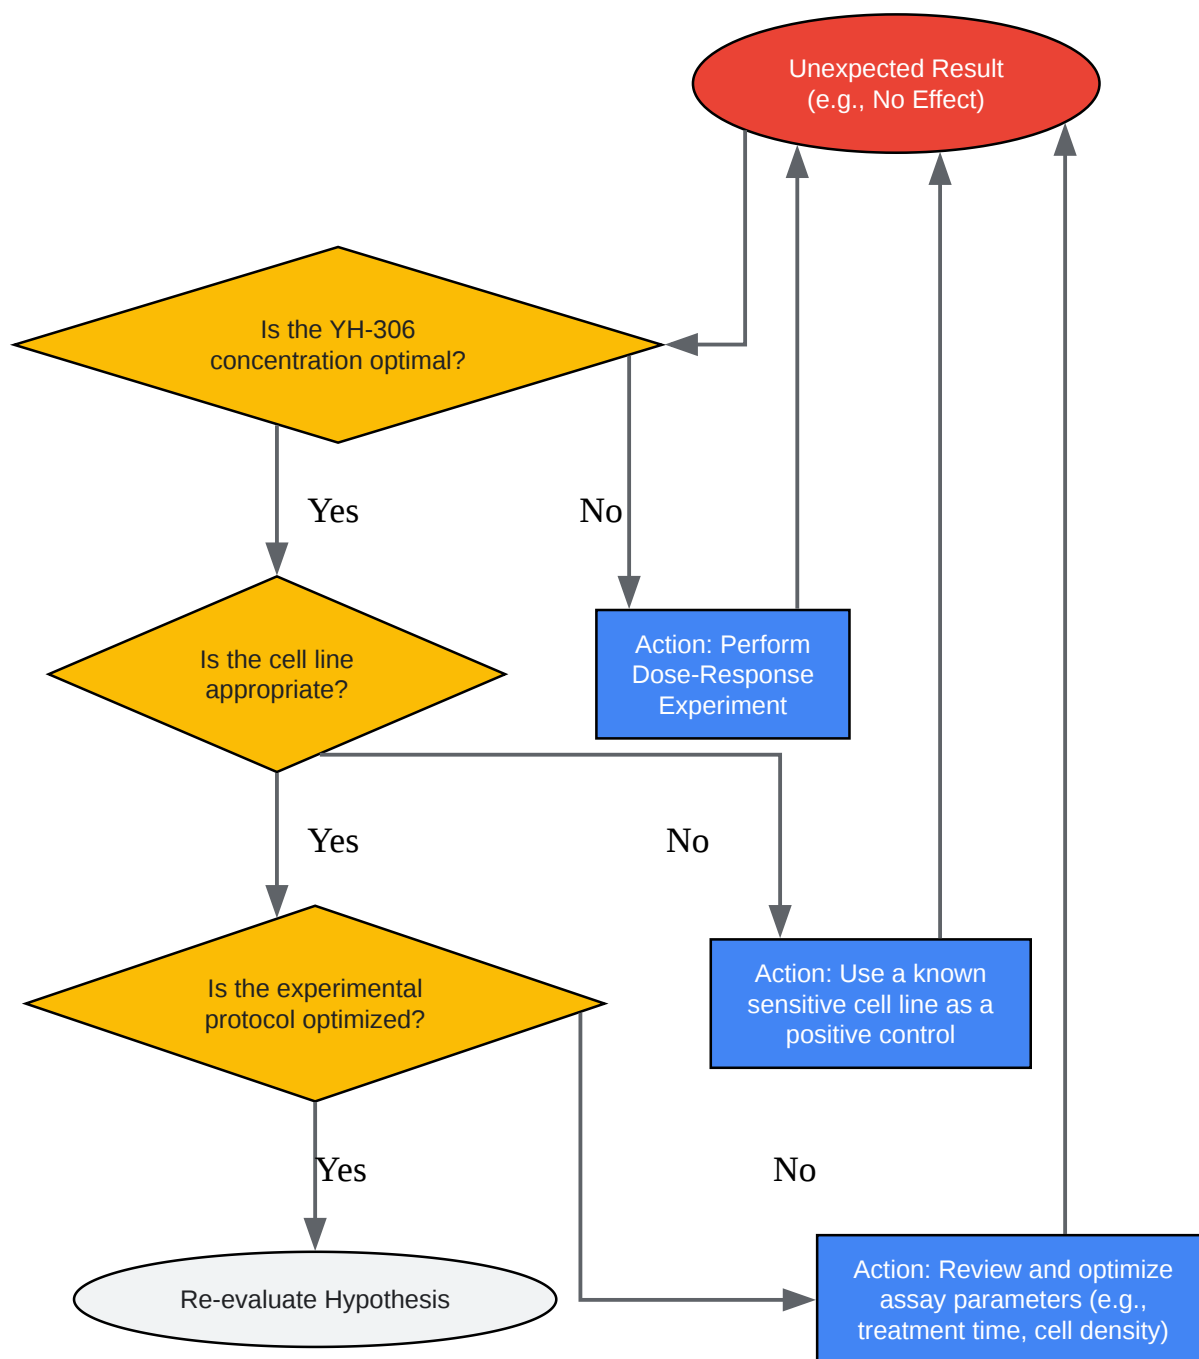 Unexpected Result
(e.g., No Effect)
Is the YH-306
concentration optimal?
Yes
No
Is the cell line
appropriate?
Action: Perform
Dose-Response
Experiment
Yes
No
Is the experimental
protocol optimized?
Action: Use a known
sensitive cell line as a
positive control
Yes
No
Re-evaluate Hypothesis
Action: Review and optimize
assay parameters (e.g.,
treatment time, cell density)